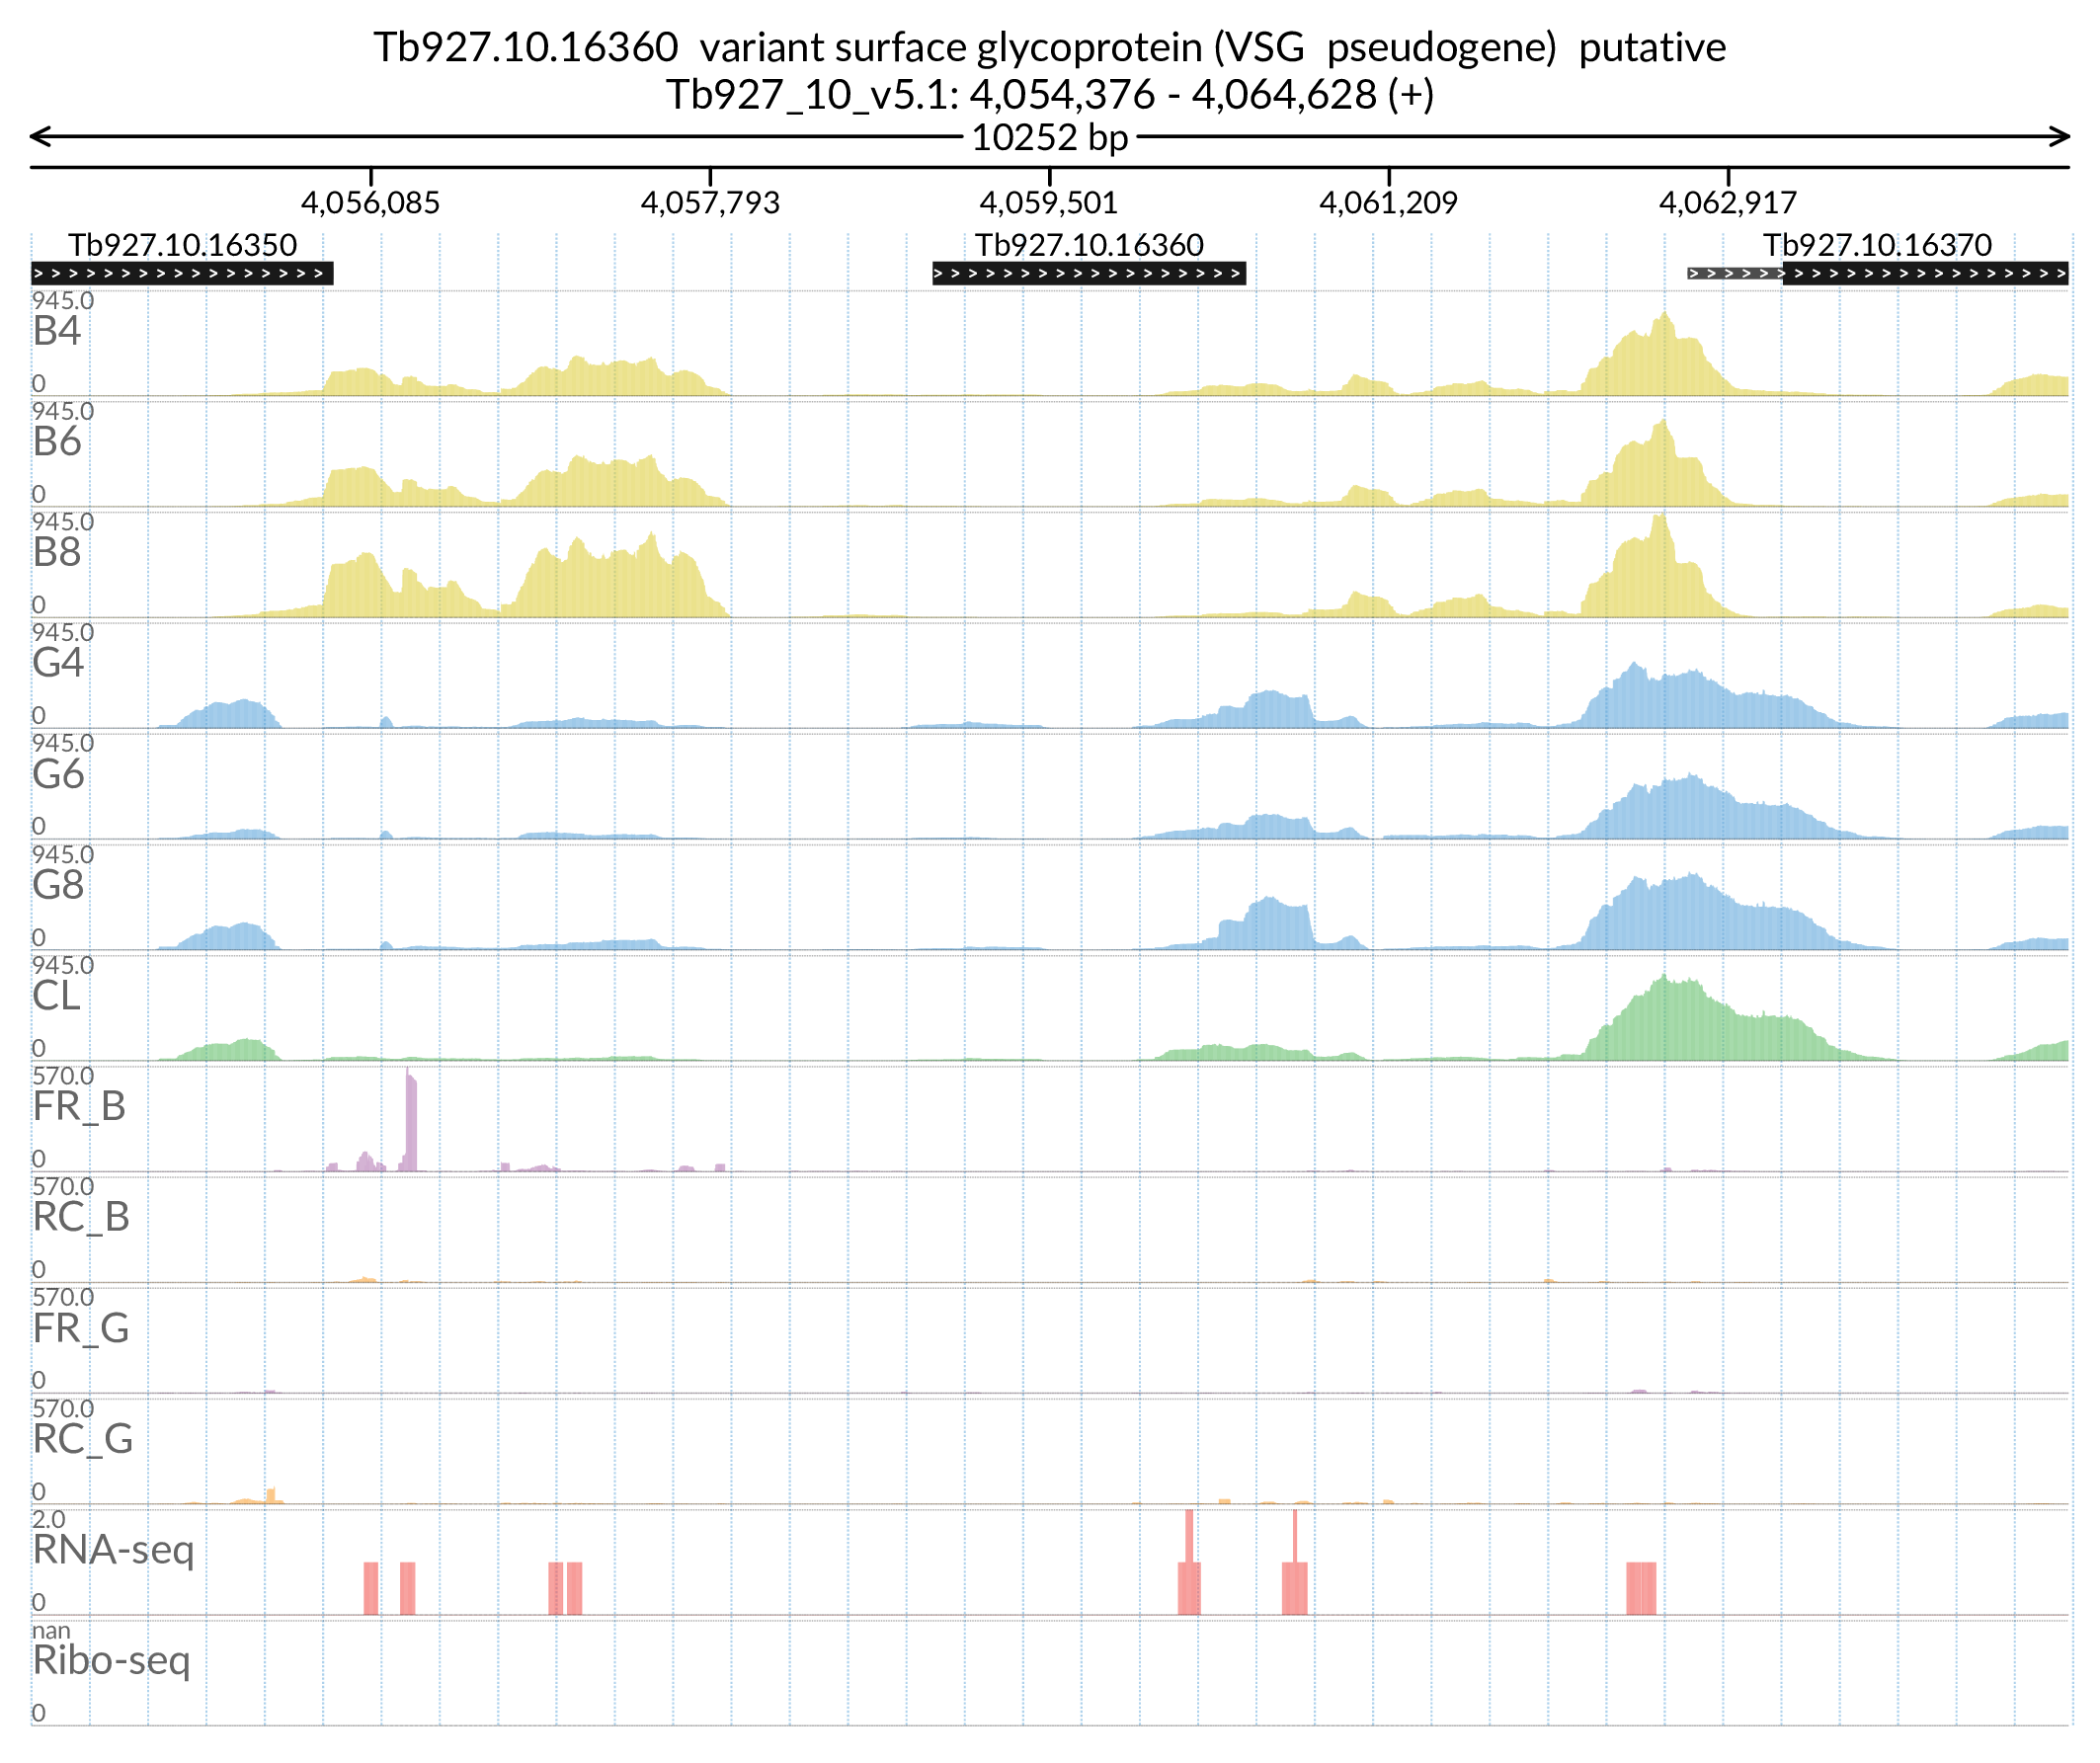 Tb927.10.16360  variant surface glycoprotein (VSG  pseudogene)  putative
Tb927_10_v5.1: 4,054,376 - 4,064,628 (+)
10252 bp
4,056,085 4,057,793 4,059,501 4,061,209 4,062,917
Tb927.10.16350 Tb927.10.16360 Tb927.10.16370
945.0
B4
0
945.0
B6
0
945.0
B8
0
945.0
G4
0
945.0
G6
0
945.0
G8
0
945.0
CL
0
570.0
FR_B
0
570.0
RC_B
0
570.0
FR_G
0
570.0
RC_G
0
2.0
RNA-seq
0
nan
Ribo-seq
0